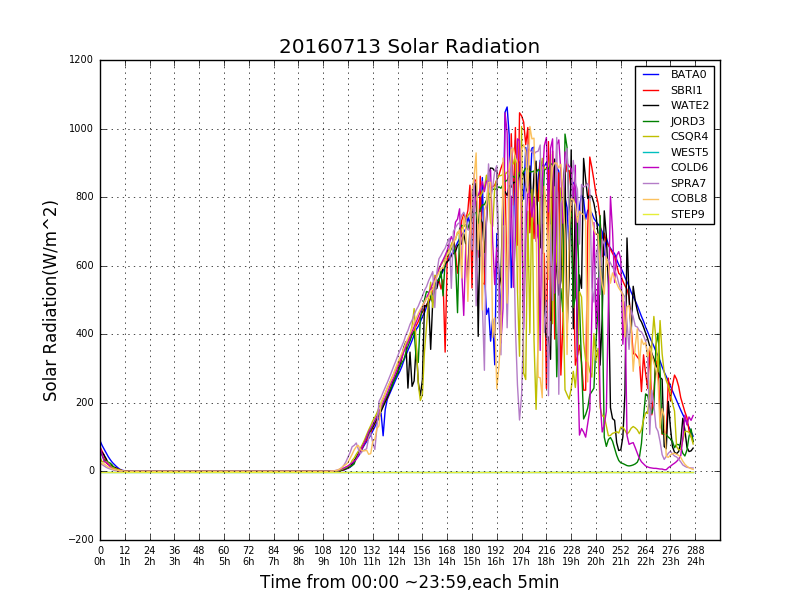 20160713 Solar Radiation
1200
1000
800
600
400
200
0
−200
Solar Radiation(W/m^2)
BATA0
SBRI1
WATE2
JORD3
CSQR4
WEST5
COLD6
SPRA7
COBL8
STEP9
0 12 24 36 48 60 72 84 96 108 120 132 144 156 168 180 192 204 216 228 240 252 264 276 288
0h 1h 2h 3h 4h 5h 6h 7h 8h 9h 10h 11h 12h 13h 14h 15h 16h 17h 18h 19h 20h 21h 22h 23h 24h
Time from 00:00 ~23:59,each 5min